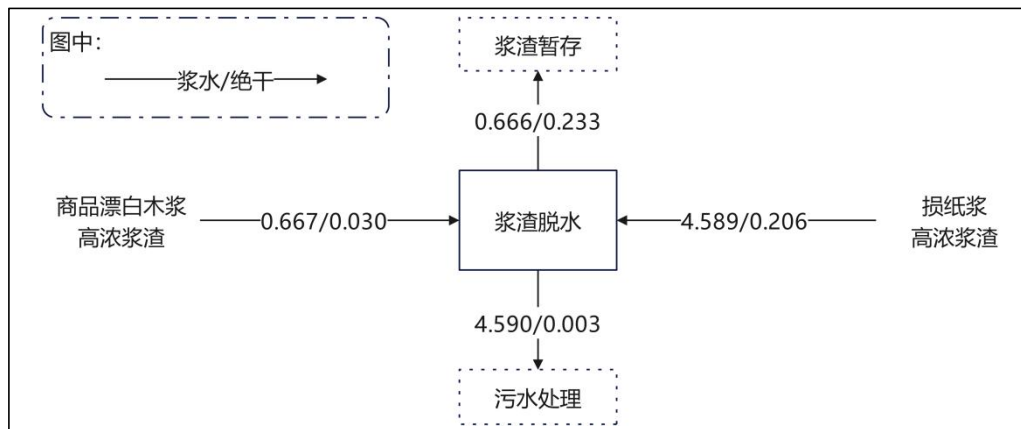 图中：
浆水/绝干
浆渣暂存
0.666/0.233
商品漂白木浆
高浓浆渣
0.667/0.030
浆渣脱水
4.589/0.206
损纸浆
高浓浆渣
4.590/0.003
污水处理